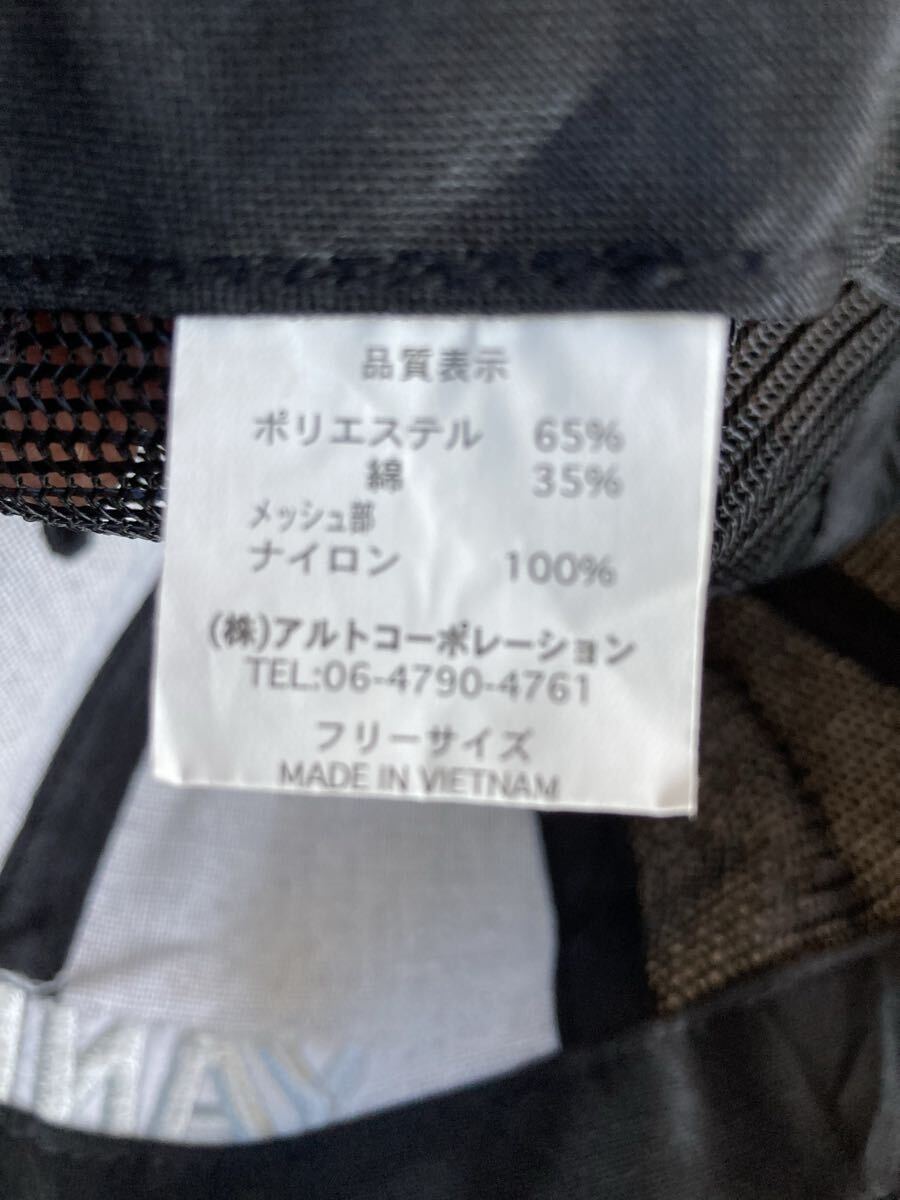 品質表示
ポリエステル 65%
綿 35%
メッシュ部
ナイロン 100%
(株)アルトコーポレーション
TEL:06-4790-4761
フリーサイズ
MADE IN VIETNAM